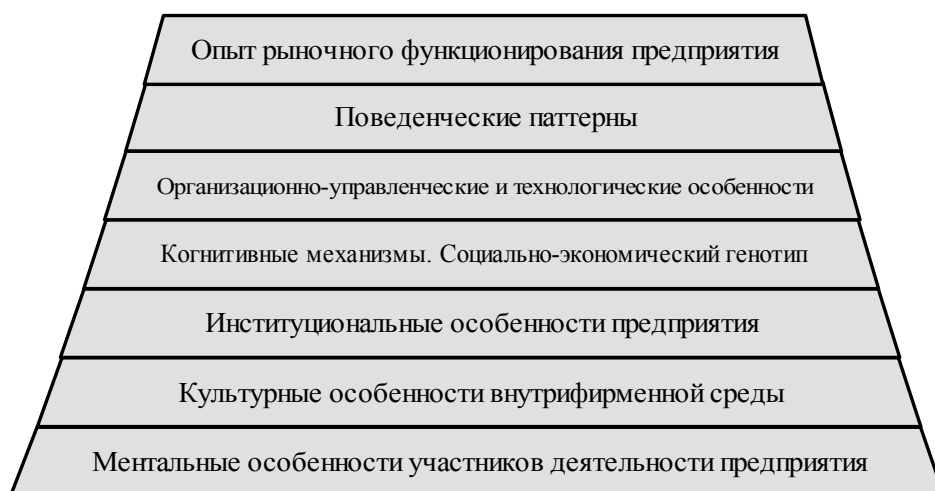 Опыт рыночного функционирования предприятия
Поведенческие паттерны
Организационно-управленческие и технологические особенности
Когнитивные механизмы. Социально-экономический генотип
Институциональные особенности предприятия
Культурные особенности внутрифирменной среды
Ментальные особенности участников деятельности предприятия